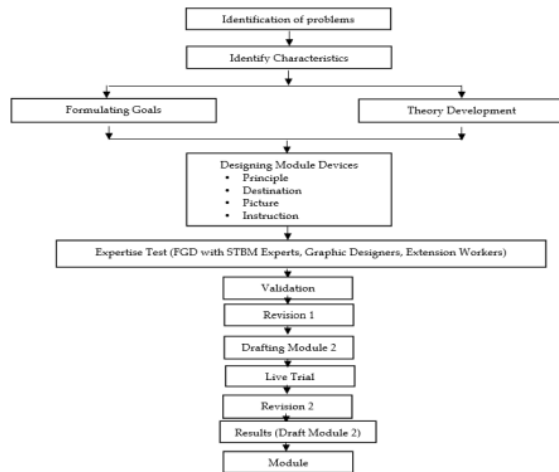 Identification of problems
Identify Characteristics
Formulating Goals
Theory Development
Designing Module Devices
• Principle
• Destination
• Picture
• Instruction
Expertise Test (FGD with STBM Experts, Graphic Designers, Extension Workers)
Validation
Revision 1
Drafting Module 2
Live Trial
Revision 2
Results (Draft Module 2)
Module